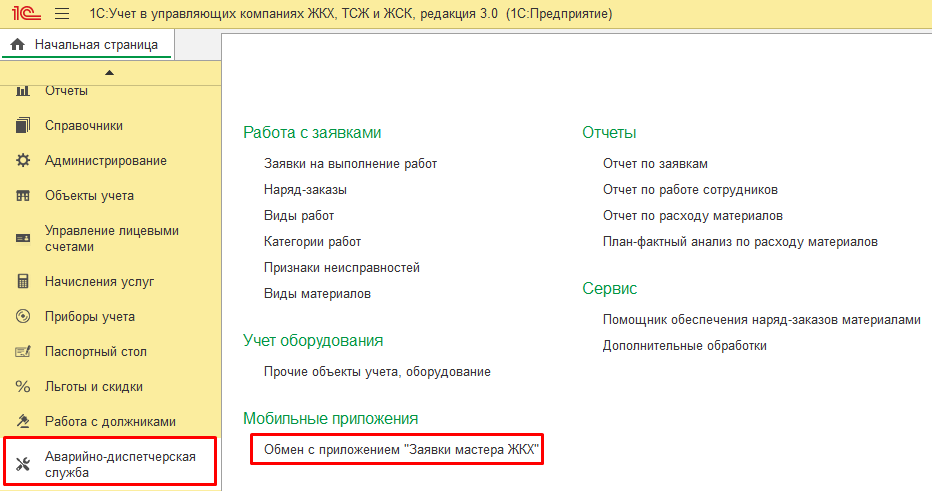 1С:Учет в управляющих компаниях ЖКХ, ТСЖ и ЖСК, редакция 3.0 (1С:Предприятие)
Начальная страница
Отчеты
Справочники
Администрирование
Объекты учета
Управление лицевыми
счетами
Начисления услуг
Приборы учета
Паспортный стол
Льготы и скидки
Работа с должниками
Аварийно-диспетчерская
служба
Работа с заявками
Заявки на выполнение работ
Наряд-заказы
Виды работ
Категории работ
Признаки неисправностей
Виды материалов
Учет оборудования
Прочие объекты учета, оборудование
Мобильные приложения
Обмен с приложением "Заявки мастера ЖКХ"
Отчеты
Отчет по заявкам
Отчет по работе сотрудников
Отчет по расходу материалов
План-фактный анализ по расходу материалов
Сервис
Помощник обеспечения наряд-заказов материалами
Дополнительные обработки